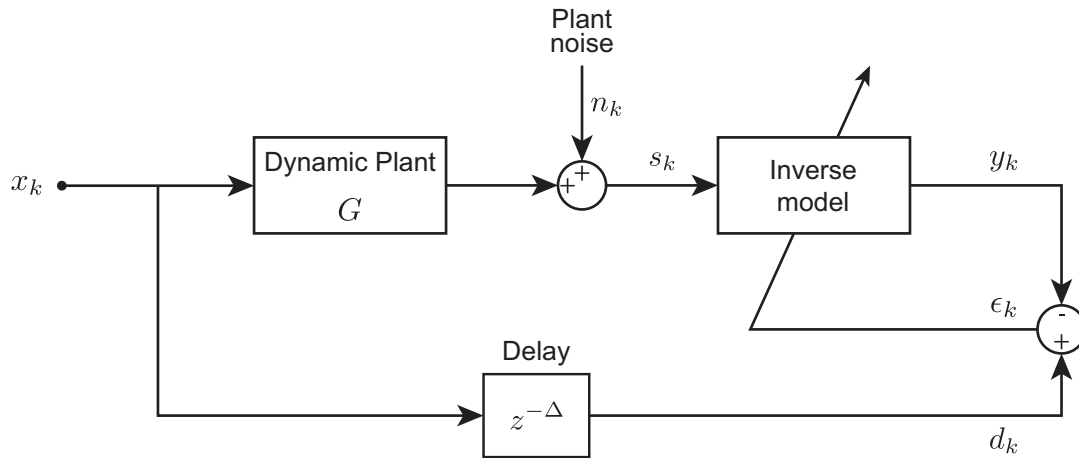 Plant
noise
n_k
x_k
Dynamic Plant
G
+
+
s_k
Inverse
model
y_k
ϵ_k
-
+
Delay
z^{-Δ}
d_k